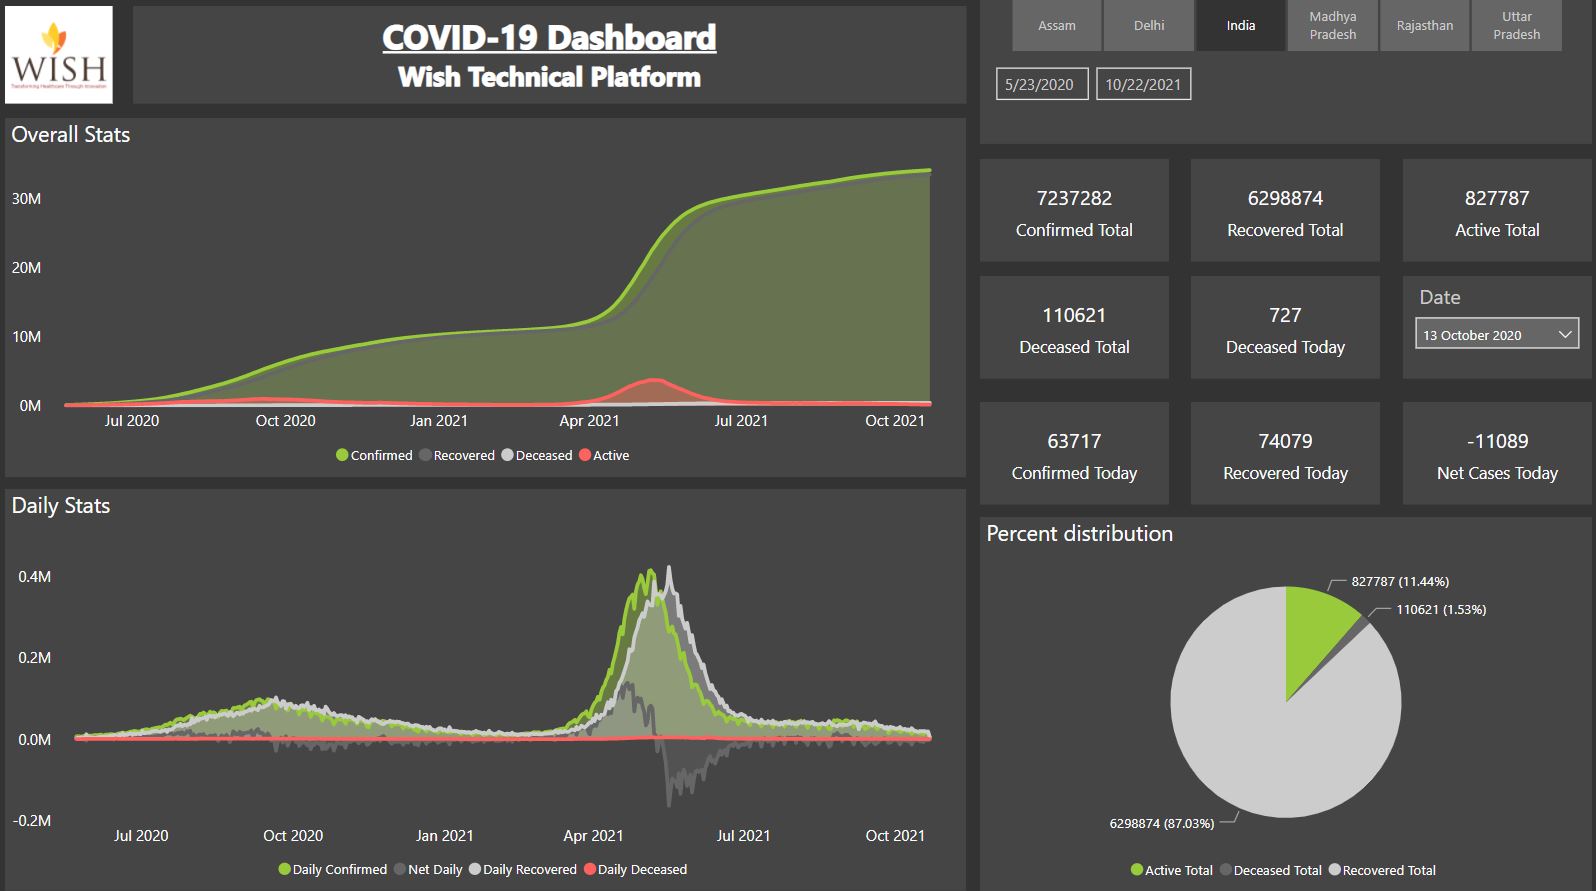 WISH
Transforming Healthcare Through Innovation
COVID-19 Dashboard
Wish Technical Platform
Assam
Delhi
India
Madhya
Pradesh
Rajasthan
Uttar
Pradesh
5/23/2020
10/22/2021
Overall Stats
30M
20M
10M
0M
Jul 2020
Oct 2020
Jan 2021
Apr 2021
Jul 2021
Oct 2021
Confirmed
Recovered
Deceased
Active
7237282
Confirmed Total
6298874
Recovered Total
827787
Active Total
110621
Deceased Total
727
Deceased Today
Date
13 October 2020
63717
Confirmed Today
74079
Recovered Today
-11089
Net Cases Today
Daily Stats
0.4M
0.2M
0.0M
-0.2M
Jul 2020
Oct 2020
Jan 2021
Apr 2021
Jul 2021
Oct 2021
Daily Confirmed
Net Daily
Daily Recovered
Daily Deceased
Percent distribution
827787 (11.44%)
110621 (1.53%)
6298874 (87.03%)
Active Total
Deceased Total
Recovered Total